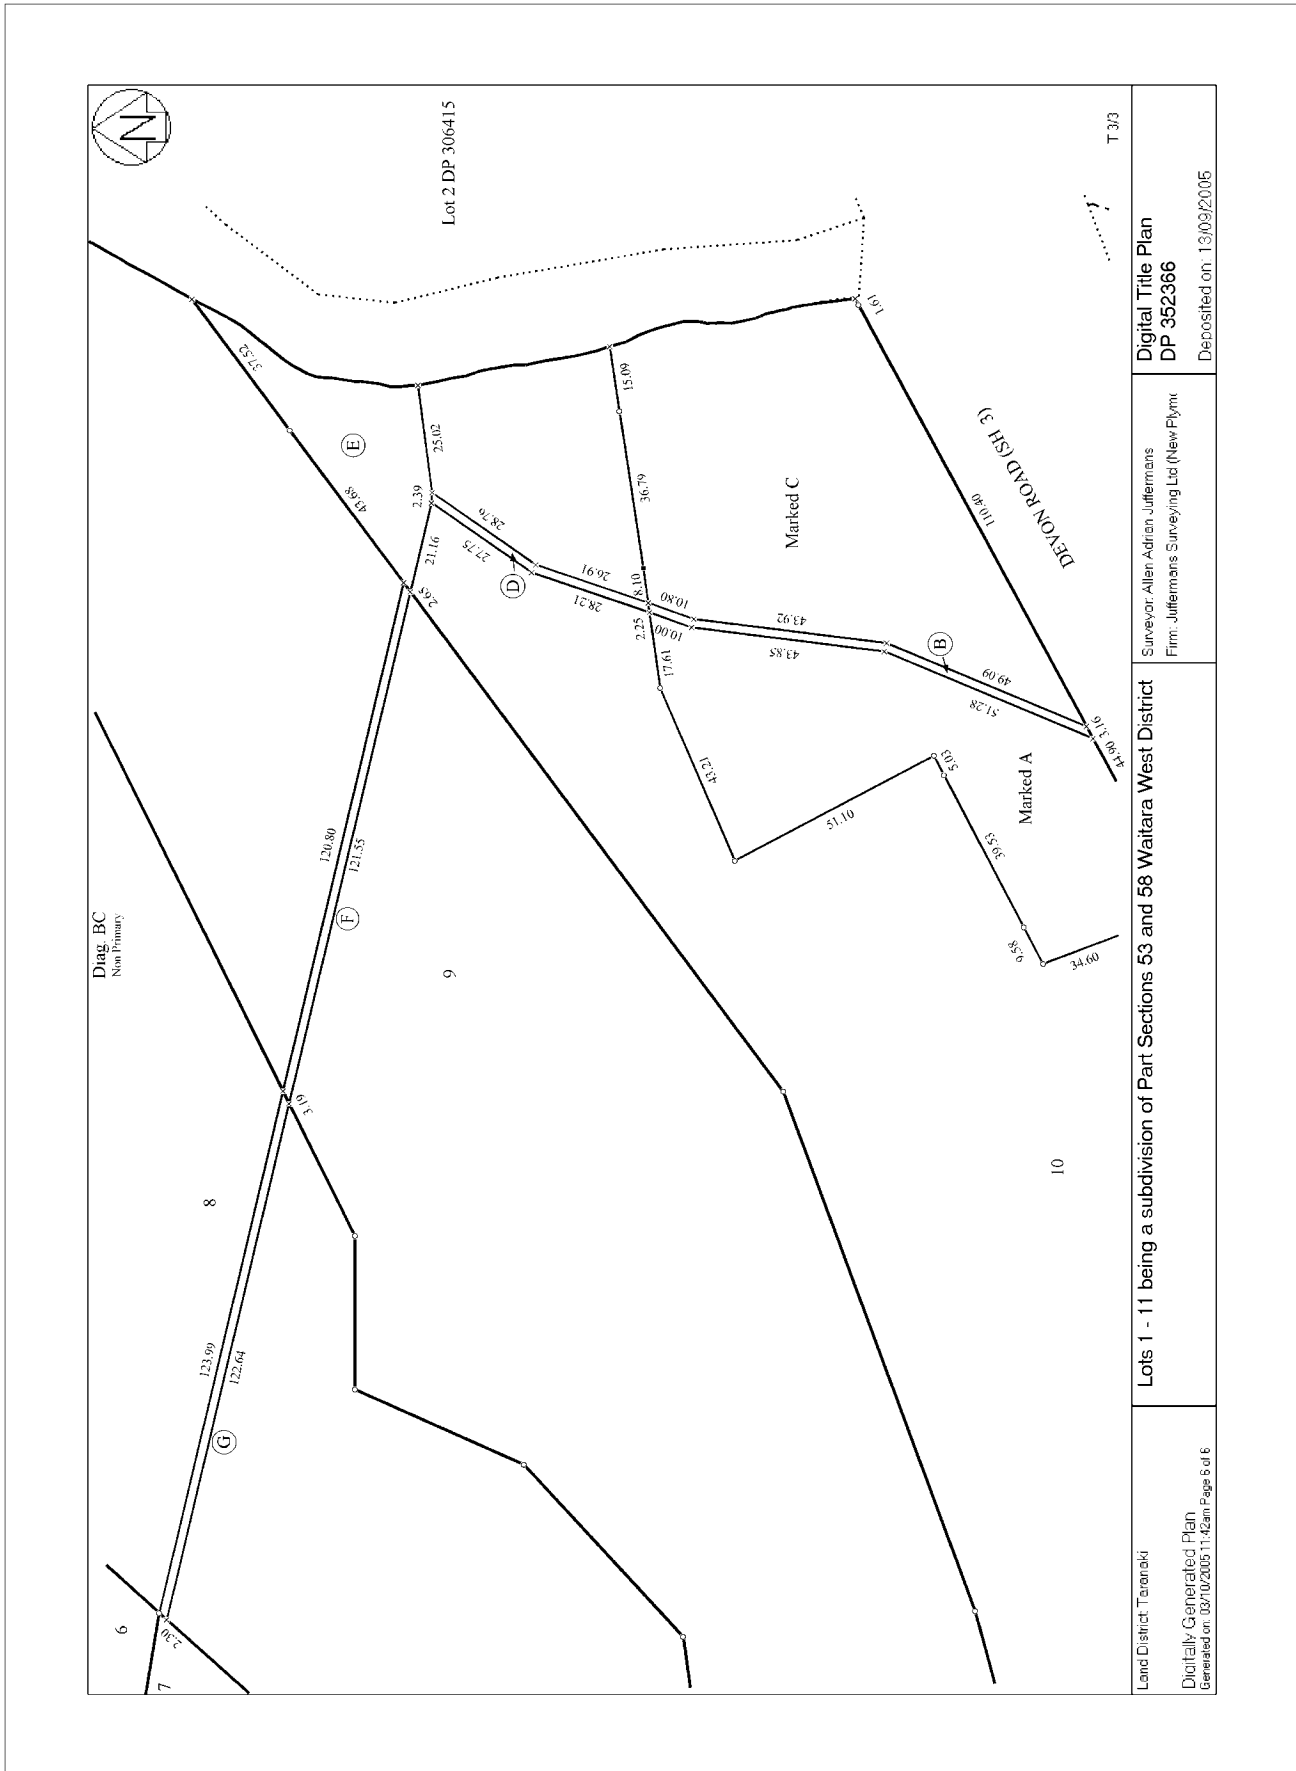 Diag. BC
Non Primary
N
Lot 2 DP 306415
6
7
8
9
10
2.30
G
123.99
122.64
3.19
F
120.80
121.55
2.65
43.68
37.52
E
21.16
2.39
25.02
D
27.75
28.76
28.21
26.91
17.61
2.25
8.10
36.79
15.09
10.00
10.80
43.85
43.92
B
51.28
49.09
43.21
51.10
5.03
39.53
9.58
34.60
Marked A
Marked C
44.90
3.16
110.40
1.61
DEVON ROAD (SH 3)
T 3/3
Land District: Taranaki
Digitally Generated Plan
Generated on: 03/10/2005 11:42am Page 6 of 6
Lots 1 - 11 being a subdivision of Part Sections 53 and 58 Waitara West District
Surveyor: Allen Adrian Juffermans
Firm: Juffermans Surveying Ltd (New Plymo
Digital Title Plan
DP 352366
Deposited on: 13/09/2005